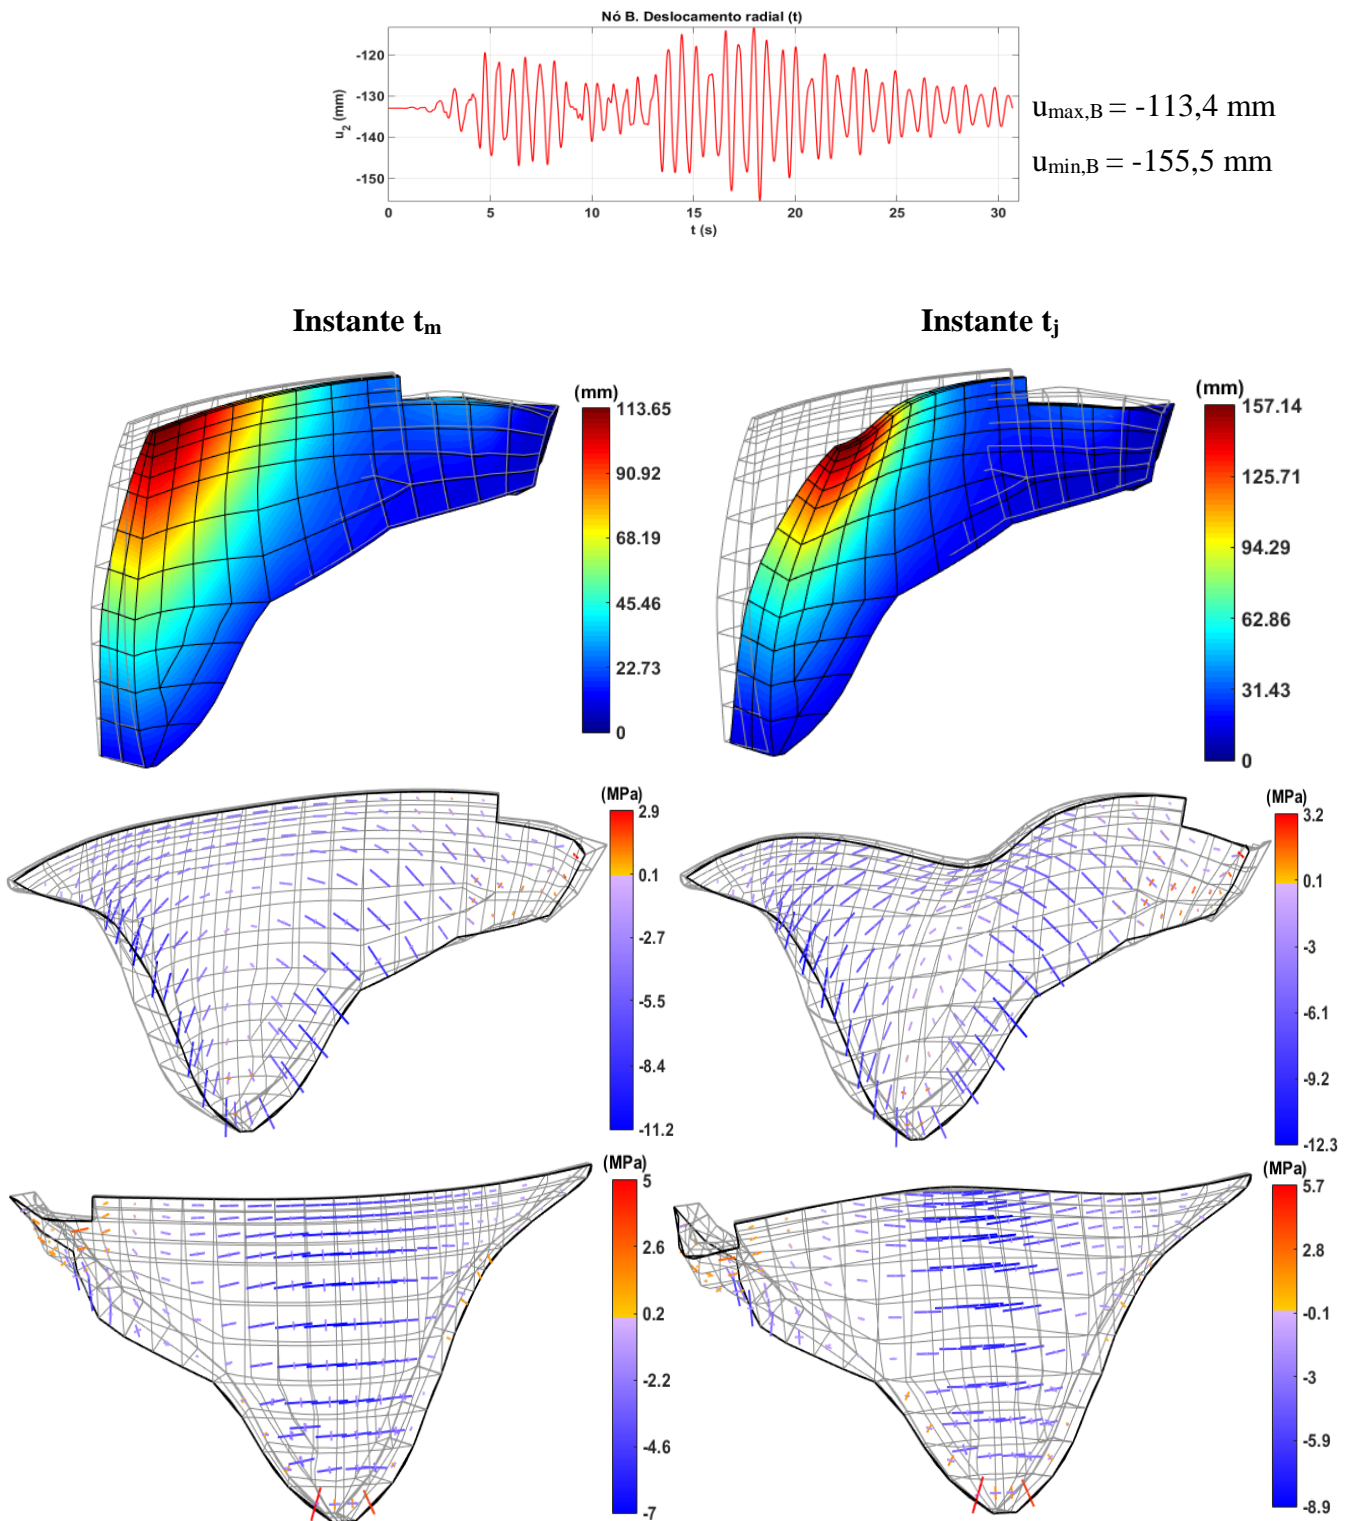 Nó B. Deslocamento radial (t)
-120
-130
-140
-150
u2 (mm)
0 5 10 15 20 25 30
t (s)
umax,B = -113,4 mm
umin,B = -155,5 mm
Instante tm
Instante tj
(mm)
113.65
90.92
68.19
45.46
22.73
0
(mm)
157.14
125.71
94.29
62.86
31.43
0
(MPa)
2.9
0.1
-2.7
-5.5
-8.4
-11.2
(MPa)
3.2
0.1
-3
-6.1
-9.2
-12.3
(MPa)
5
2.6
0.2
-2.2
-4.6
-7
(MPa)
5.7
2.8
-0.1
-3
-5.9
-8.9